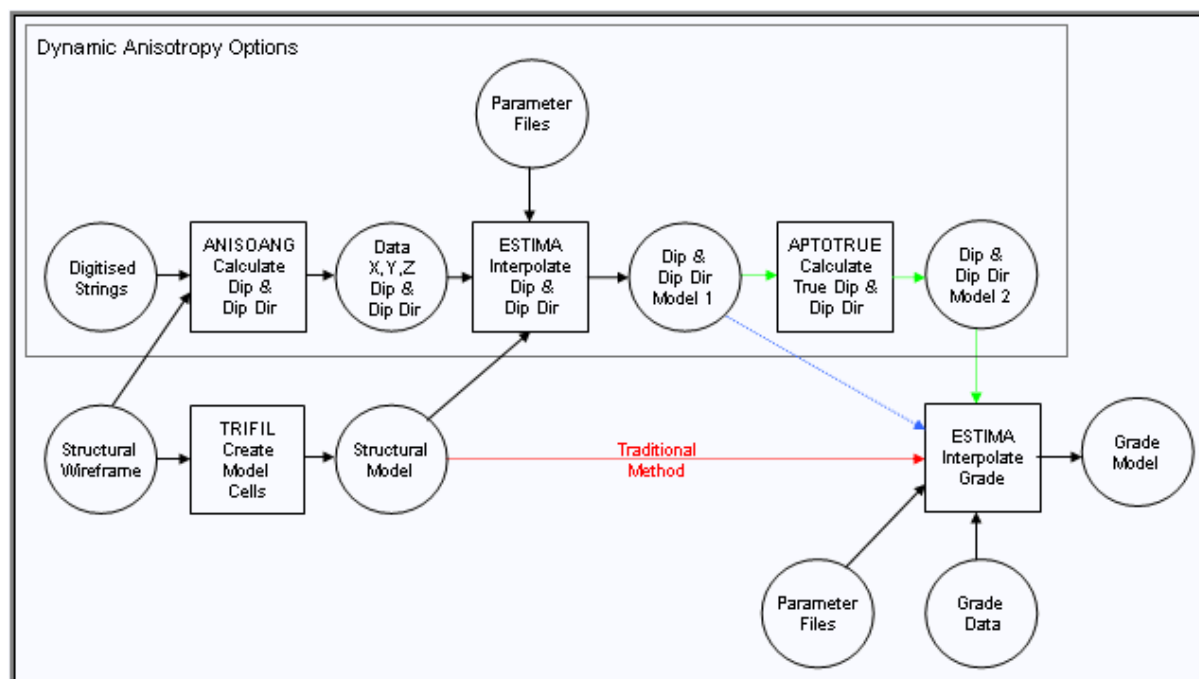 Dynamic Anisotropy Options
Parameter
Files
Digitised
Strings
ANISOANG
Calculate
Dip &
Dip Dir
Data
X,Y,Z
Dip &
Dip Dir
ESTIMA
Interpolate
Dip &
Dip Dir
Dip &
Dip Dir
Model 1
APTOTRUE
Calculate
True Dip &
Dip Dir
Dip &
Dip Dir
Model 2
Structural
Wireframe
TRIFIL
Create
Model
Cells
Structural
Model
Traditional
Method
ESTIMA
Interpolate
Grade
Grade
Model
Parameter
Files
Grade
Data